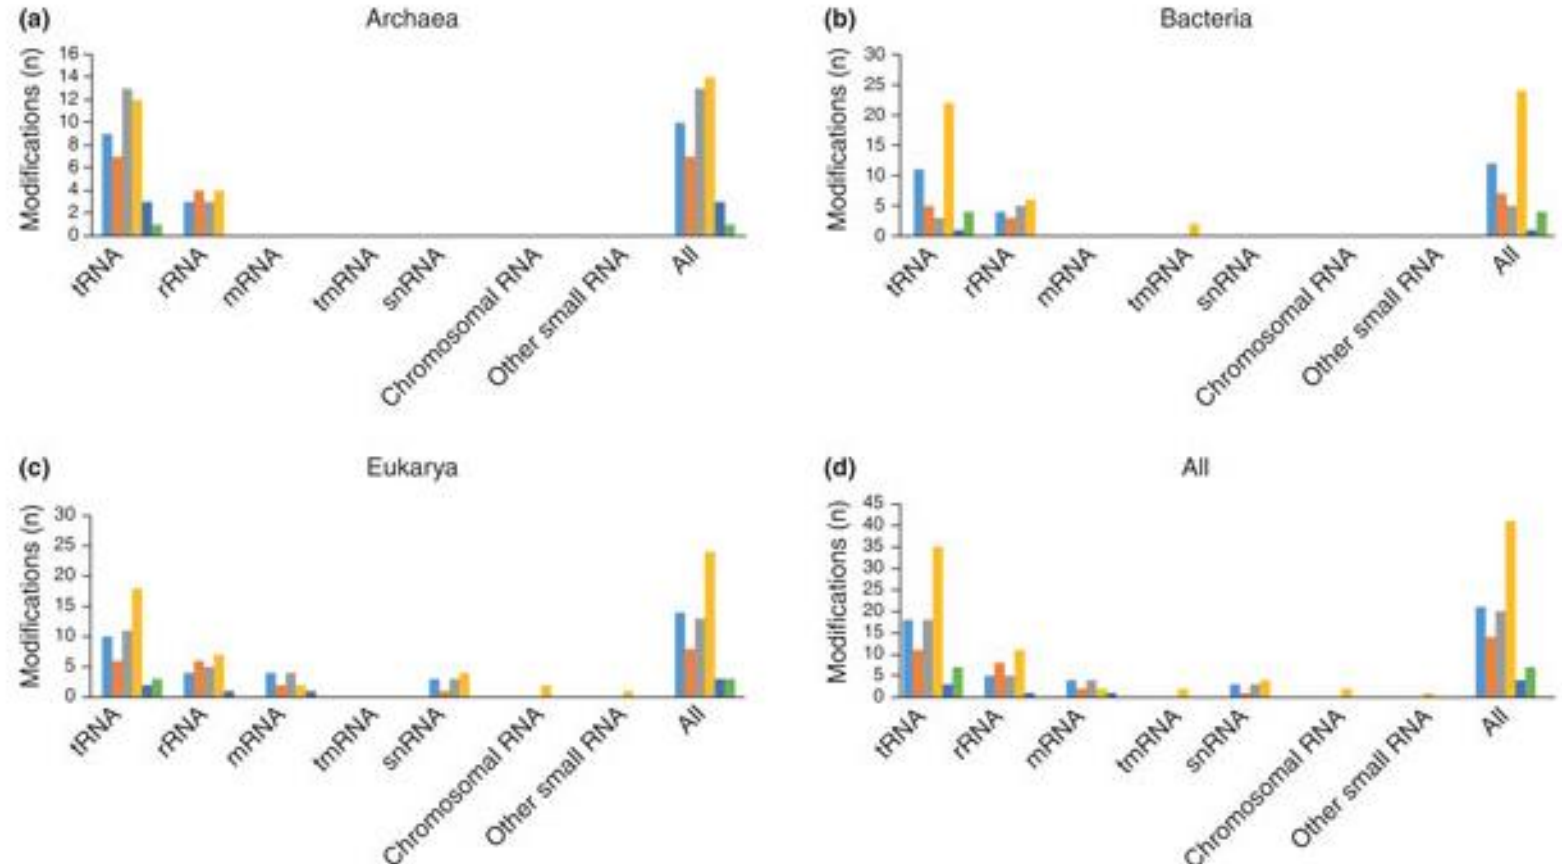 (a) Archaea
Modifications (n)
16
14
12
10
8
6
4
2
0
tRNA
rRNA
mRNA
tmRNA
snRNA
Chromosomal RNA
Other small RNA
All
(b) Bacteria
Modifications (n)
30
25
20
15
10
5
0
tRNA
rRNA
mRNA
tmRNA
snRNA
Chromosomal RNA
Other small RNA
All
(c) Eukarya
Modifications (n)
30
25
20
15
10
5
0
tRNA
rRNA
mRNA
tmRNA
snRNA
Chromosomal RNA
Other small RNA
All
(d) All
Modifications (n)
45
40
35
30
25
20
15
10
5
0
tRNA
rRNA
mRNA
tmRNA
snRNA
Chromosomal RNA
Other small RNA
All